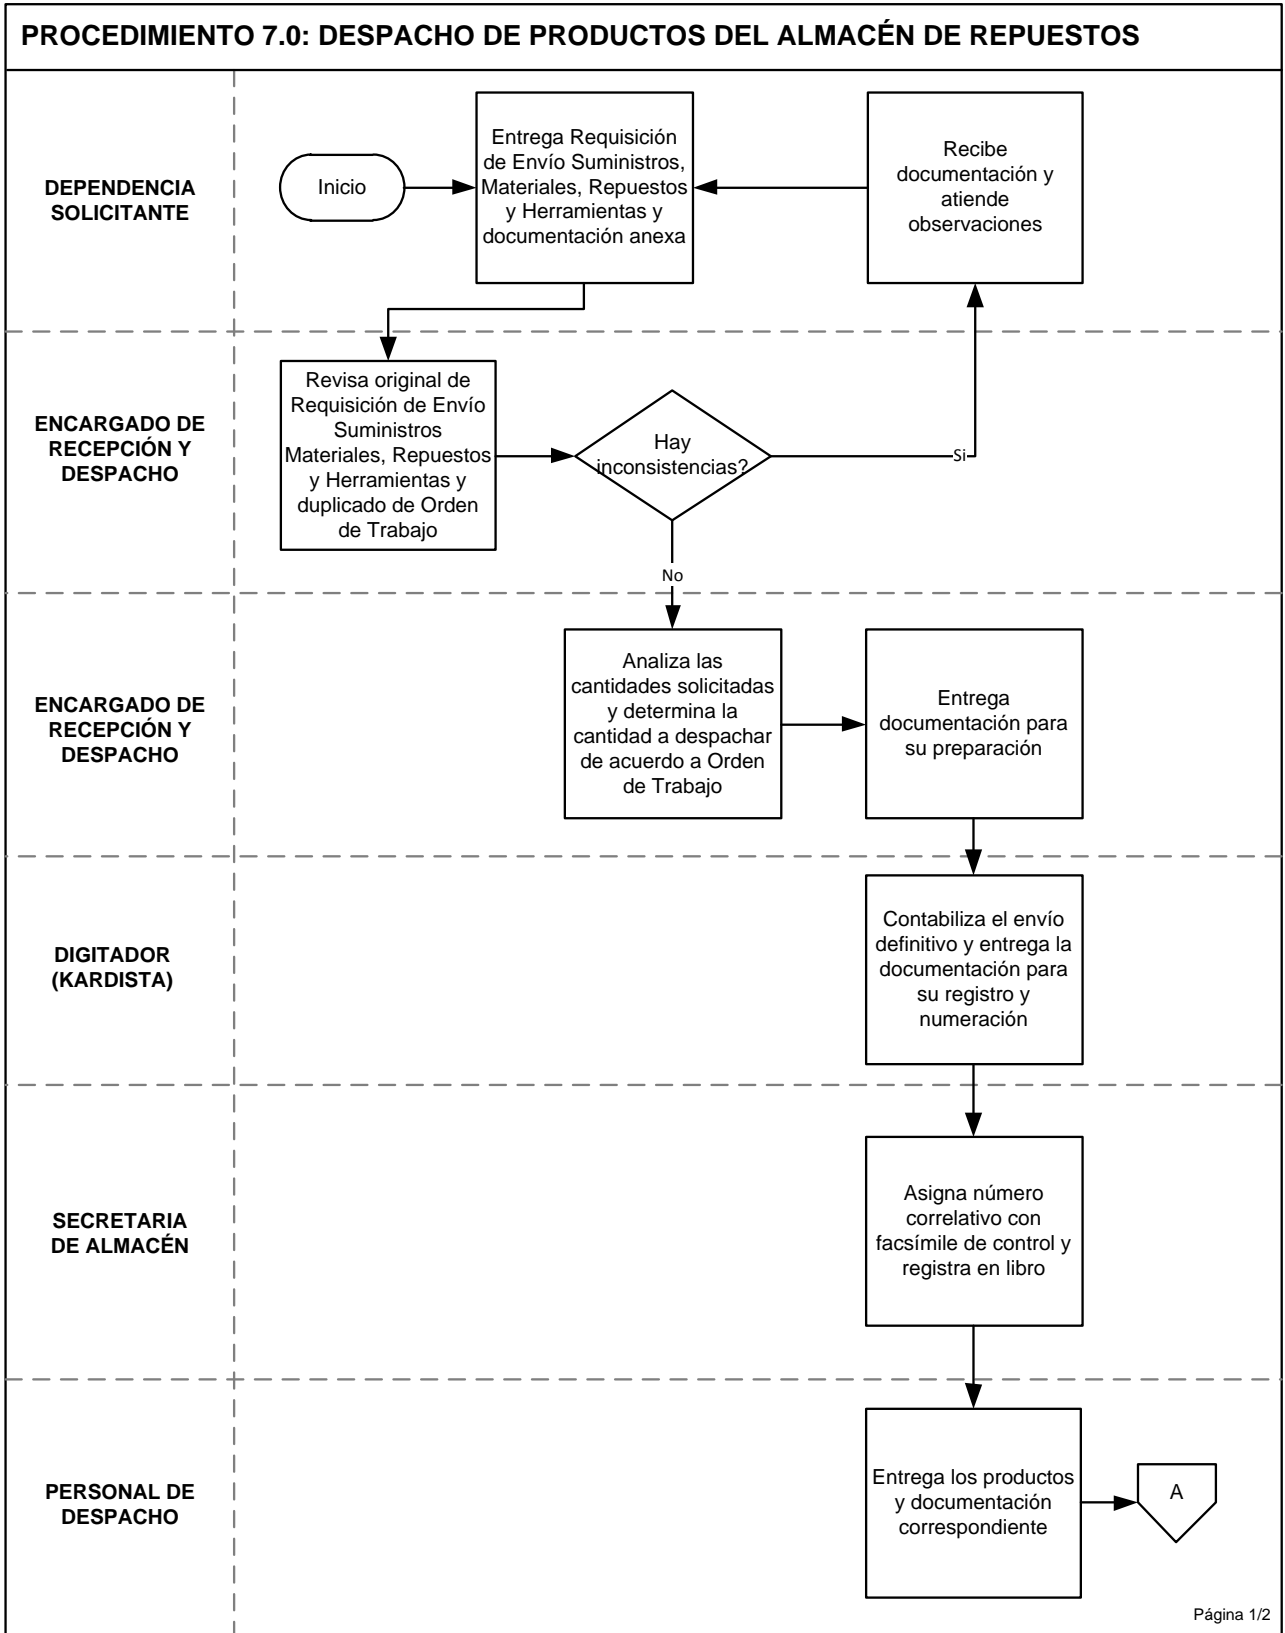 PROCEDIMIENTO 7.0: DESPACHO DE PRODUCTOS DEL ALMACÉN DE REPUESTOS
DEPENDENCIA
SOLICITANTE
Inicio
Entrega Requisición
de Envío Suministros,
Materiales, Repuestos
y Herramientas y
documentación anexa
Recibe
documentación y
atiende
observaciones
ENCARGADO DE
RECEPCIÓN Y
DESPACHO
Revisa original de
Requisición de Envío
Suministros
Materiales, Repuestos
y Herramientas y
duplicado de Orden
de Trabajo
Hay
inconsistencias?
Si
No
ENCARGADO DE
RECEPCIÓN Y
DESPACHO
Analiza las
cantidades solicitadas
y determina la
cantidad a despachar
de acuerdo a Orden
de Trabajo
Entrega
documentación para
su preparación
DIGITADOR
(KARDISTA)
Contabiliza el envío
definitivo y entrega la
documentación para
su registro y
numeración
SECRETARIA
DE ALMACÉN
Asigna número
correlativo con
facsímile de control y
registra en libro
PERSONAL DE
DESPACHO
Entrega los productos
y documentación
correspondiente
A
Página 1/2